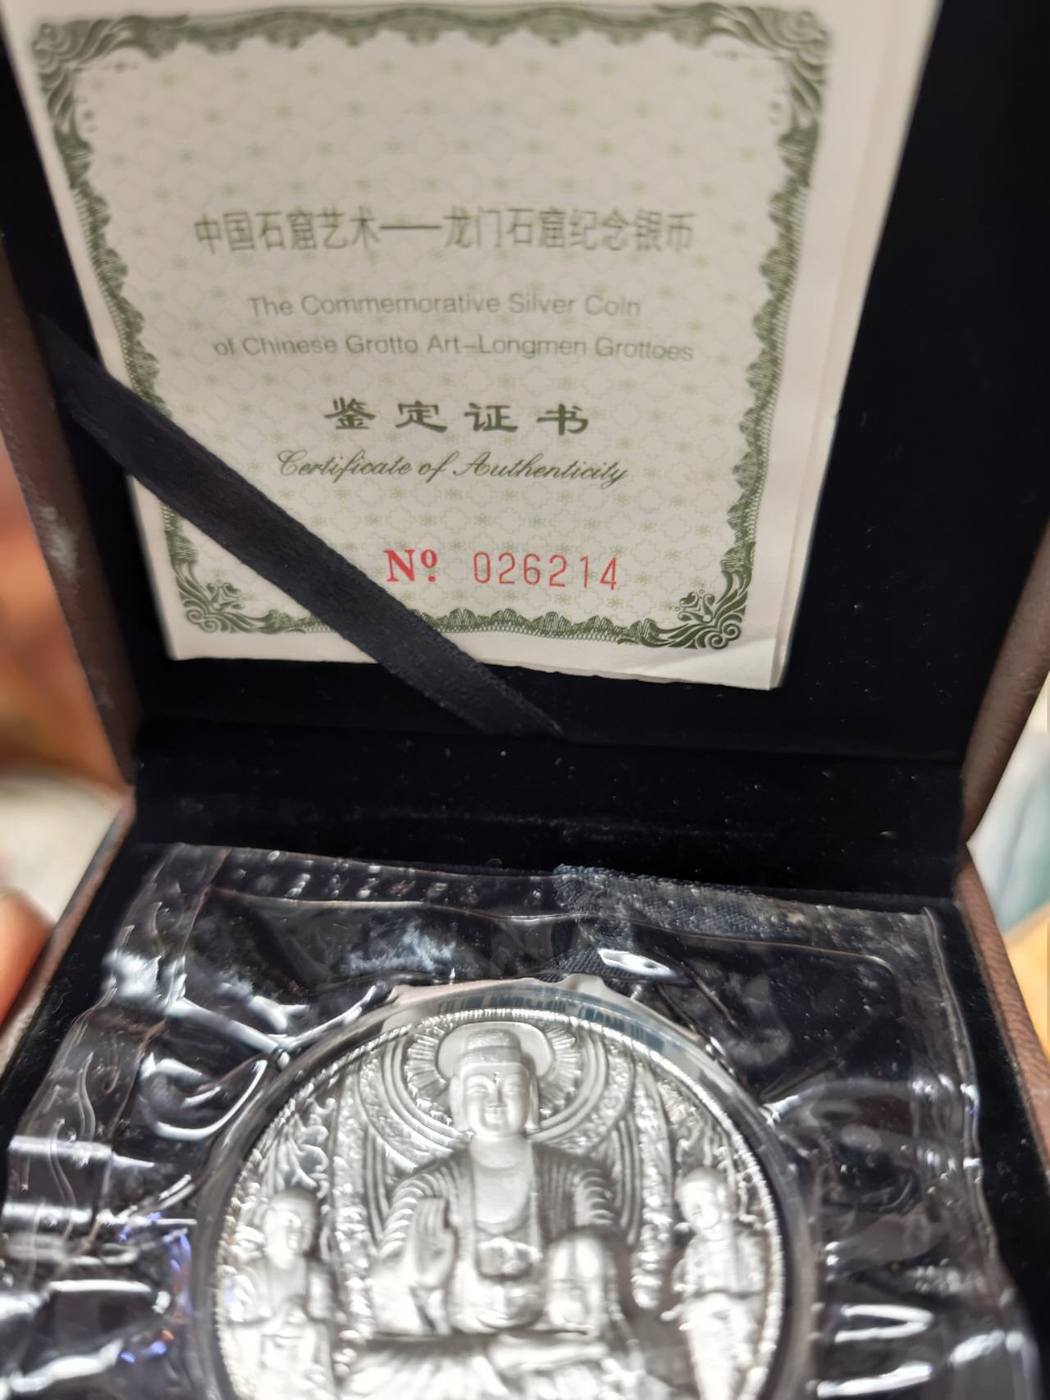 中国石窟艺术——龙门石窟纪念银币
The Commemorative Silver Coin
of Chinese Grotto Art-Longmen Grottoes
鉴定证书
Certificate of Authenticity
Nº 026214